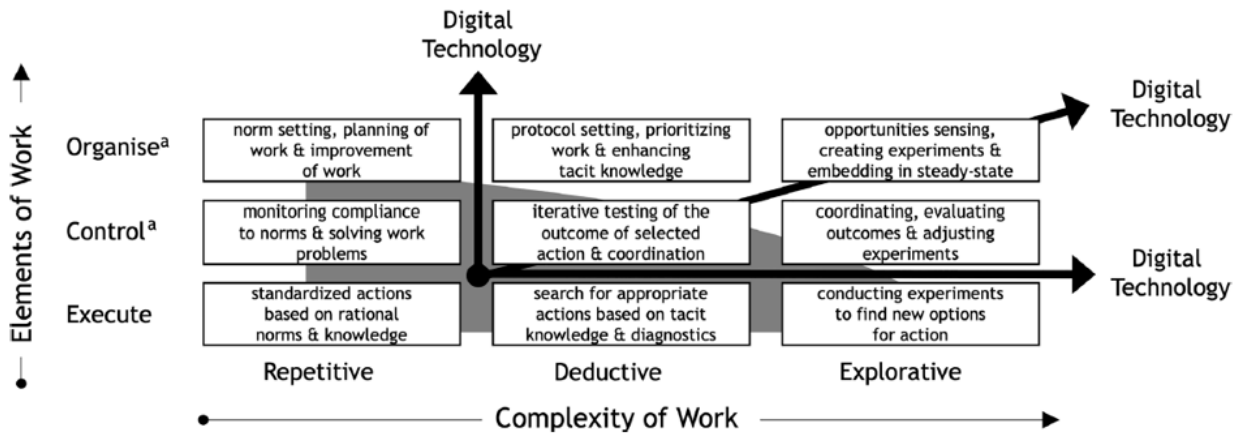 Digital
Technology
Digital
Technology
Elements of Work
Organiseᵃ
norm setting, planning of
work & improvement
of work
protocol setting, prioritizing
work & enhancing
tacit knowledge
opportunities sensing,
creating experiments &
embedding in steady-state
Controlᵃ
monitoring compliance
to norms & solving work
problems
iterative testing of the
outcome of selected
action & coordination
coordinating, evaluating
outcomes & adjusting
experiments
Digital
Technology
Execute
standardized actions
based on rational
norms & knowledge
search for appropriate
actions based on tacit
knowledge & diagnostics
conducting experiments
to find new options
for action
Repetitive
Deductive
Explorative
Complexity of Work